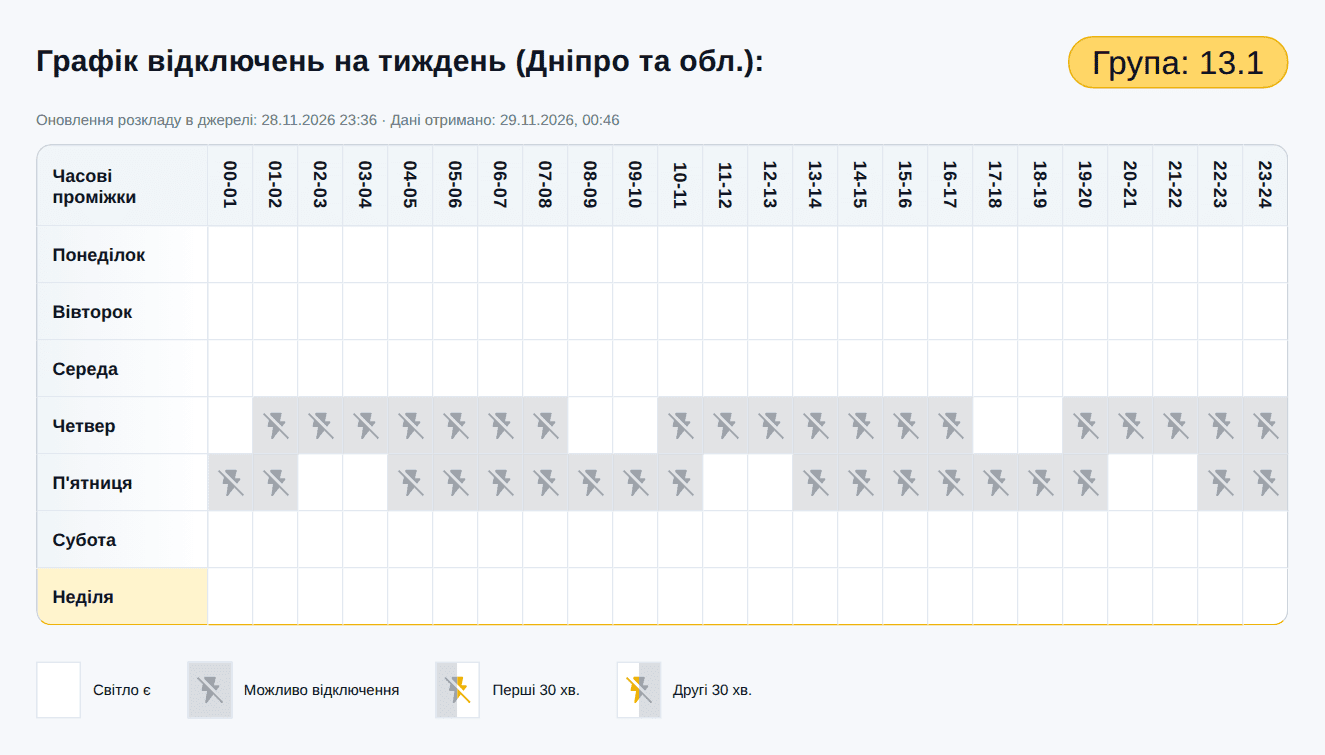 Графік відключень на тиждень (Дніпро та обл.):
Група: 13.1
Оновлення розкладу в джерелі: 28.11.2026 23:36 · Дані отримано: 29.11.2026, 00:46
Часові
проміжки
00-01
01-02
02-03
03-04
04-05
05-06
06-07
07-08
08-09
09-10
10-11
11-12
12-13
13-14
14-15
15-16
16-17
17-18
18-19
19-20
20-21
21-22
22-23
23-24
Понеділок
Вівторок
Середа
Четвер
П'ятниця
Субота
Неділя
Світло є
Можливо відключення
Перші 30 хв.
Другі 30 хв.